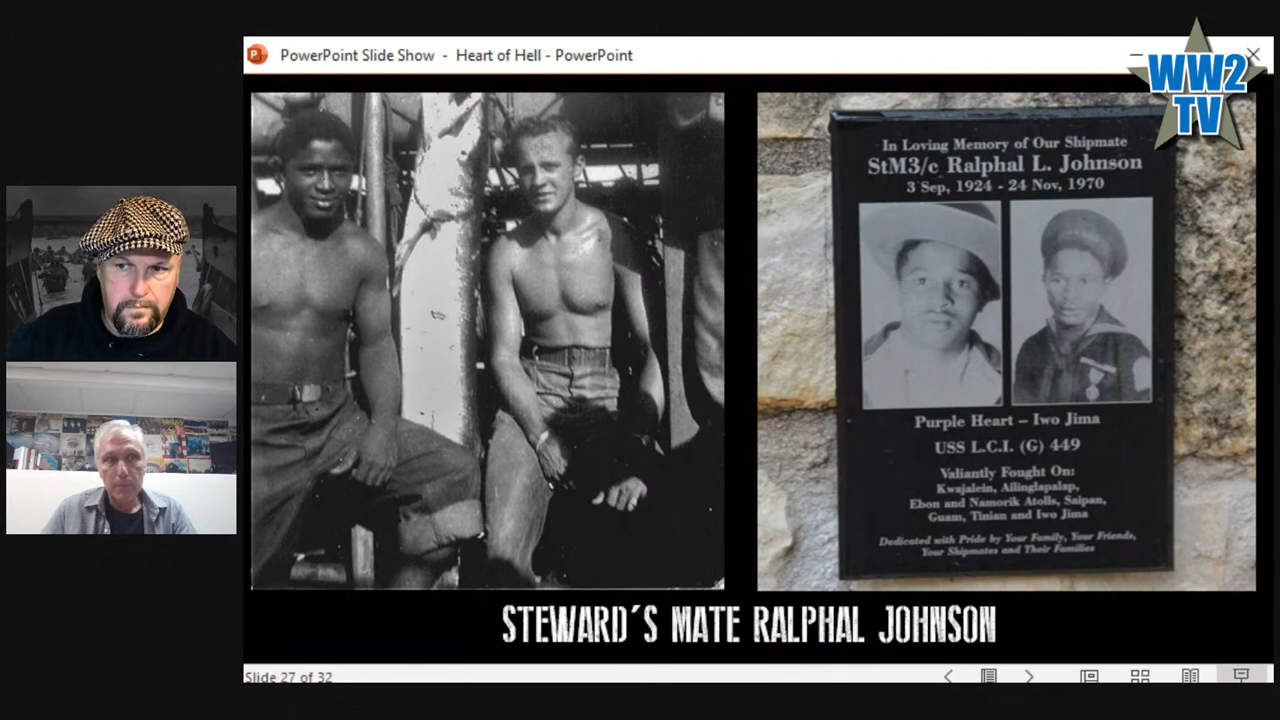 PowerPoint Slide Show - Heart of Hell - PowerPoint
WW2
TV
In Loving Memory of Our Shipmate
StM3/c Ralphal L. Johnson
3 Sep, 1924 - 24 Nov, 1970
Purple Heart – Iwo Jima
USS L.C.I. (G) 449
Valiantly Fought On:
Kwajalein, Ailinglapalap,
Ebon and Namorik Atolls, Saipan,
Guam, Tinian and Iwo Jima
Dedicated with Pride by Your Family, Your Friends,
Your Shipmates and Their Families
STEWARD'S MATE RALPHAL JOHNSON
Slide 27 of 32